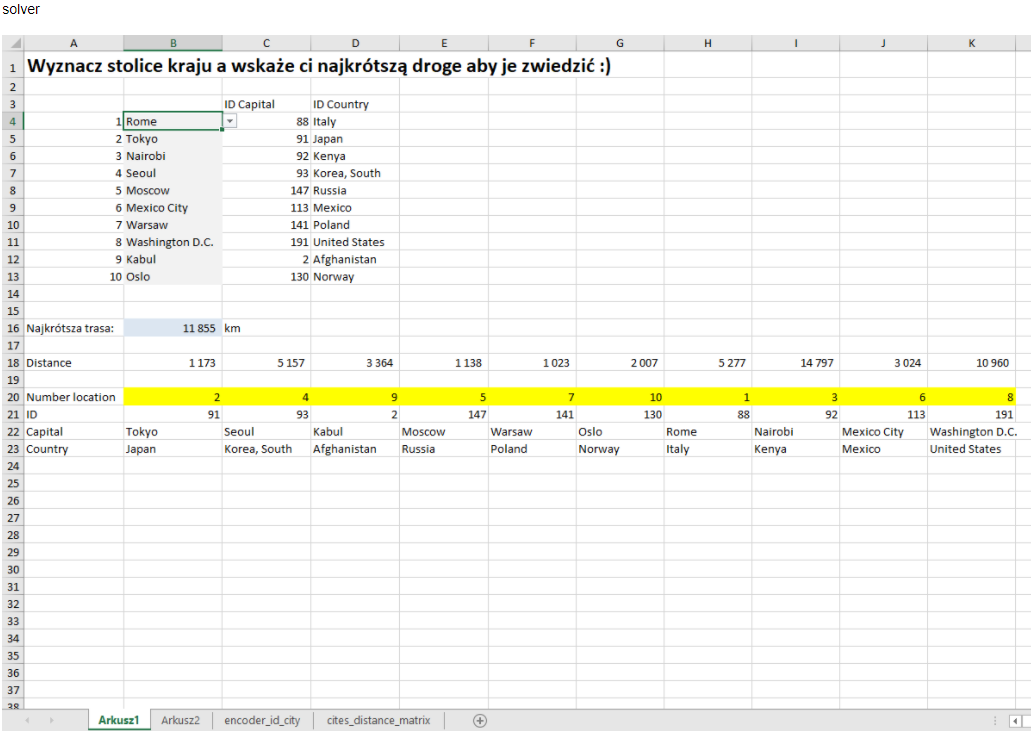 solver
A B C D E F G H I J K
1 Wyznacz stolice kraju a wskaże ci najkrótszą droge aby je zwiedzić :)
2
3 ID Capital ID Country
4 1 Rome 88 Italy
5 2 Tokyo 91 Japan
6 3 Nairobi 92 Kenya
7 4 Seoul 93 Korea, South
8 5 Moscow 147 Russia
9 6 Mexico City 113 Mexico
10 7 Warsaw 141 Poland
11 8 Washington D.C. 191 United States
12 9 Kabul 2 Afghanistan
13 10 Oslo 130 Norway
14
15
16 Najkrótsza trasa: 11 855 km
17
18 Distance 1 173 5 157 3 364 1 138 1 023 2 007 5 277 14 797 3 024 10 960
19
20 Number location 2 4 9 5 7 10 1 3 6 8
21 ID 91 93 2 147 141 130 88 92 113 191
22 Capital Tokyo Seoul Kabul Moscow Warsaw Oslo Rome Nairobi Mexico City Washington D.C.
23 Country Japan Korea, South Afghanistan Russia Poland Norway Italy Kenya Mexico United States
24
25
26
27
28
29
30
31
32
33
34
35
36
37
38
Arkusz1 Arkusz2 encoder_id_city cites_distance_matrix